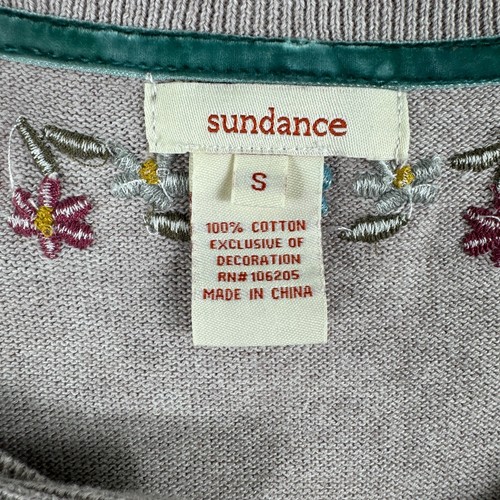 sundance
S
100% COTTON
EXCLUSIVE OF
DECORATION
RN#106205
MADE IN CHINA